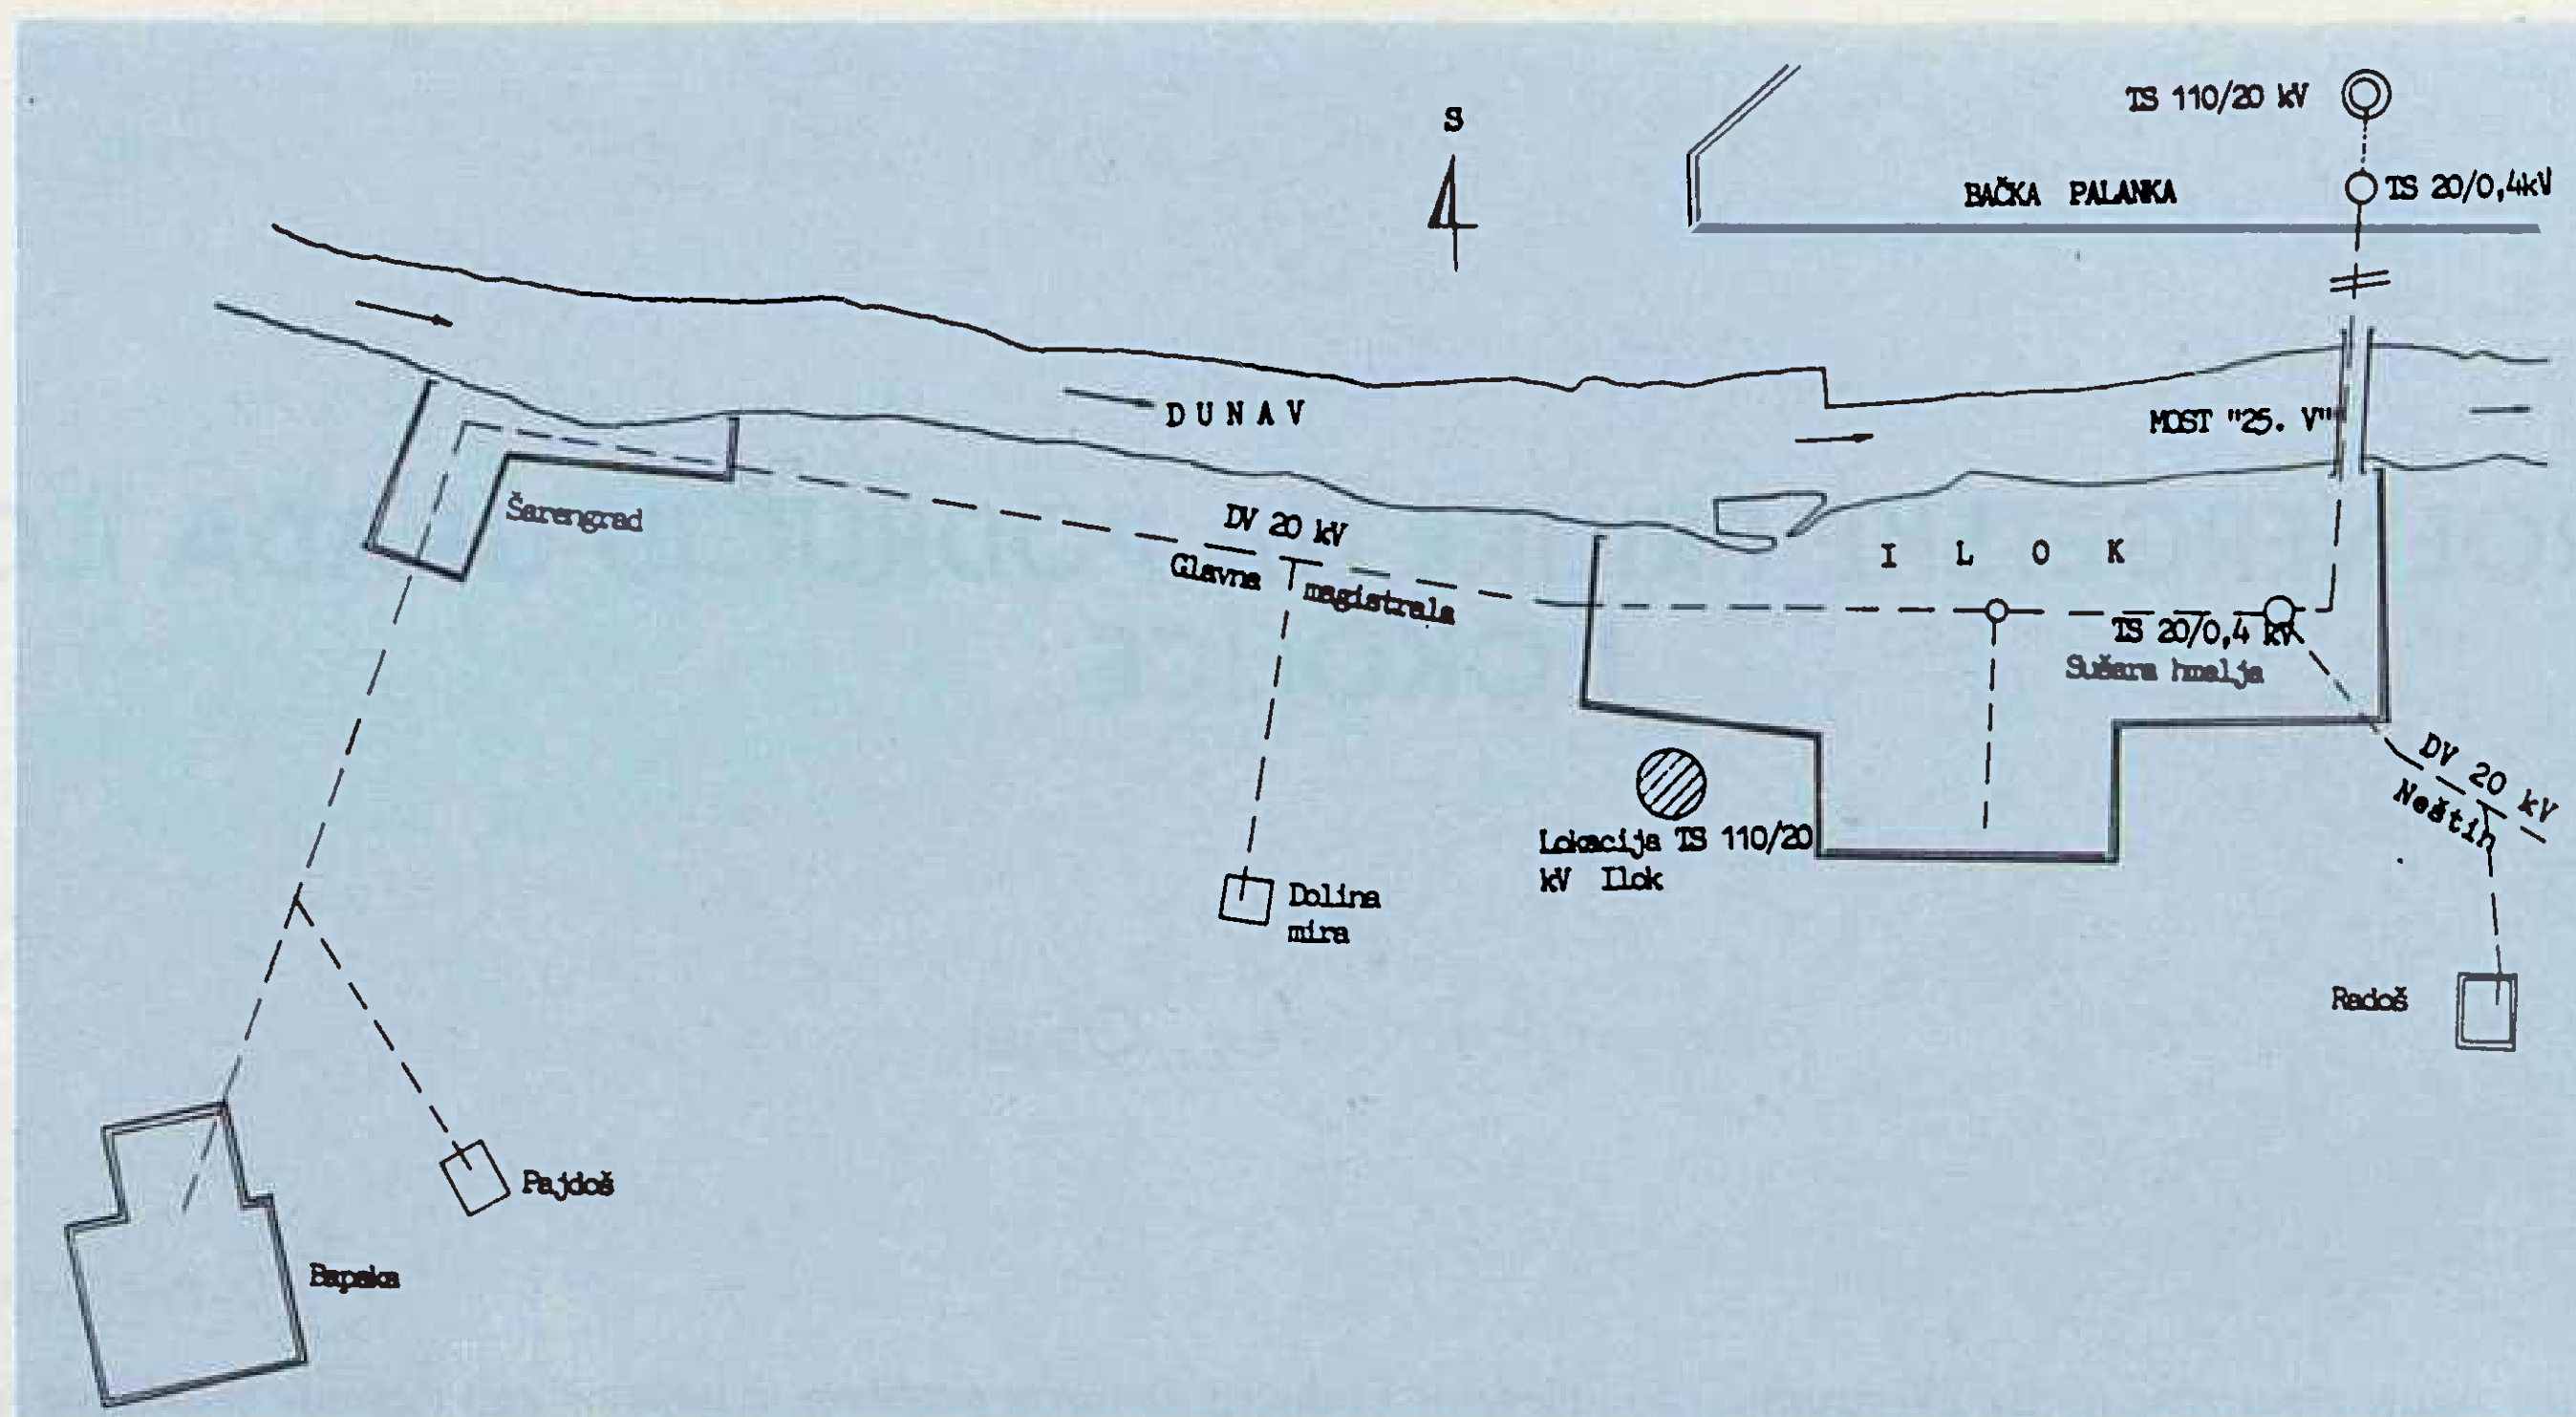 S
TS 110/20 kV
BAČKA PALANKA
TS 20/0,4kV
DUNAV
MOST "25. V"
Šarengrad
DV 20 kV
Glavna magistrala
ILOK
TS 20/0,4 kV
Sušara hmelja
DV 20 kV
Neštin
Lokacija TS 110/20
kV Ilok
Dolina
mira
Radoš
Pajdoš
Bapska